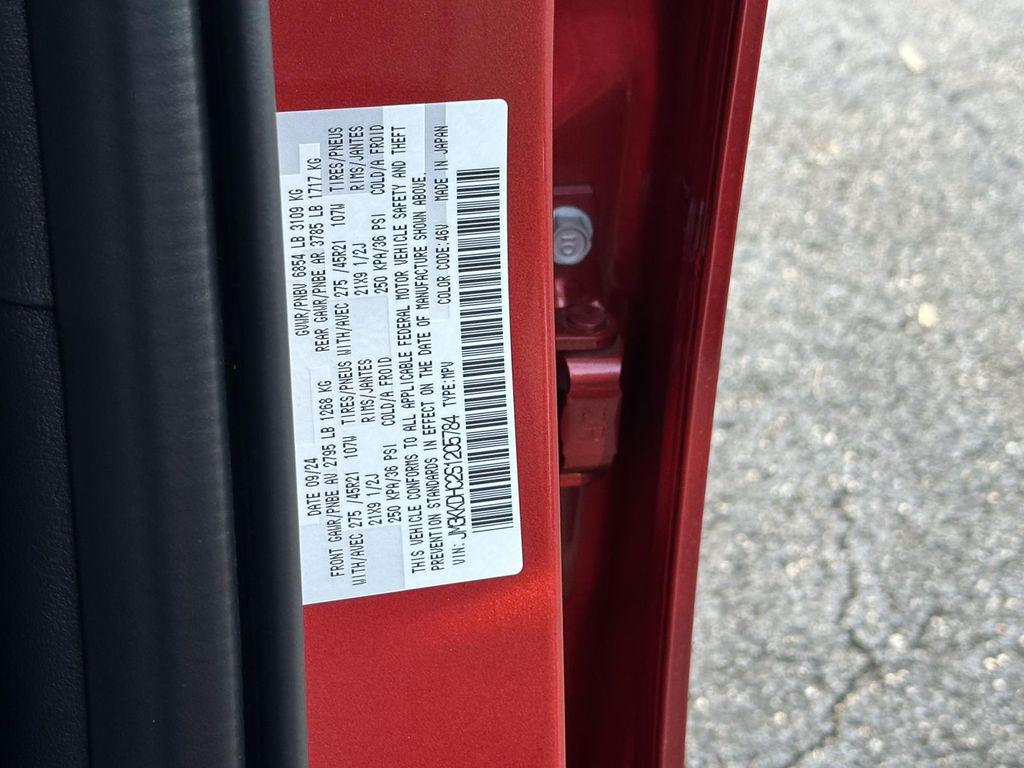 DATE 09/24 GVWR/PNBV 6854 LB 3109 KG
FRONT GAWR/PNBE AV 2795 LB 1268 KG REAR GAWR/PNBE AR 3785 LB 1717 KG
WITH/AVEC 275 /45R21 107W TIRES/PNEUS WITH/AVEC 275 /45R21 107W TIRES/PNEUS
21X9 1/2J RIMS/JANTES 21X9 1/2J RIMS/JANTES
250 KPA/36 PSI COLD/A FROID 250 KPA/36 PSI COLD/A FROID
THIS VEHICLE CONFORMS TO ALL APPLICABLE FEDERAL MOTOR VEHICLE SAFETY AND THEFT
PREVENTION STANDARDS IN EFFECT ON THE DATE OF MANUFACTURE SHOWN ABOVE.
VIN: JM3KKDHC2S1205784 TYPE:MPV COLOR CODE:46V MADE IN JAPAN